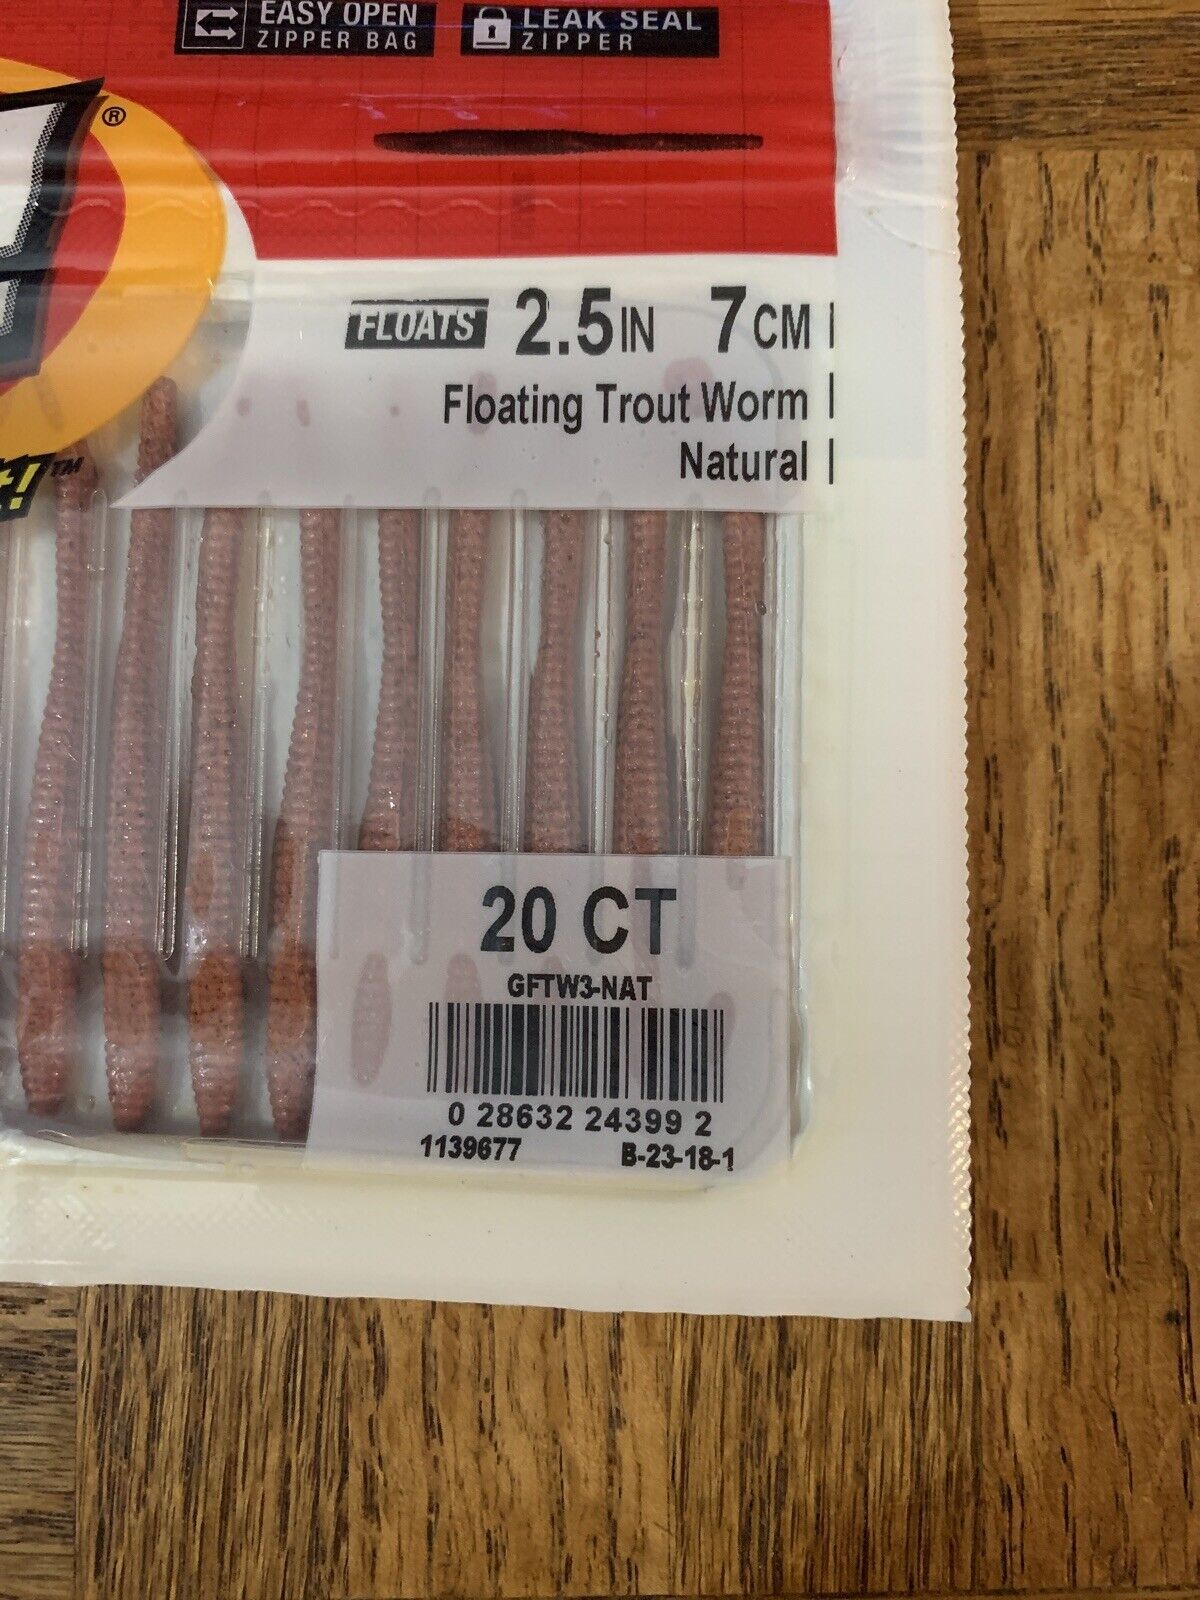 EASY OPEN
ZIPPER BAG
LEAK SEAL
ZIPPER
®
FLOATS 2.5IN 7CM
Floating Trout Worm
Natural
t!™
20 CT
GFTW3-NAT
0 28632 24399 2
1139677 B-23-18-1